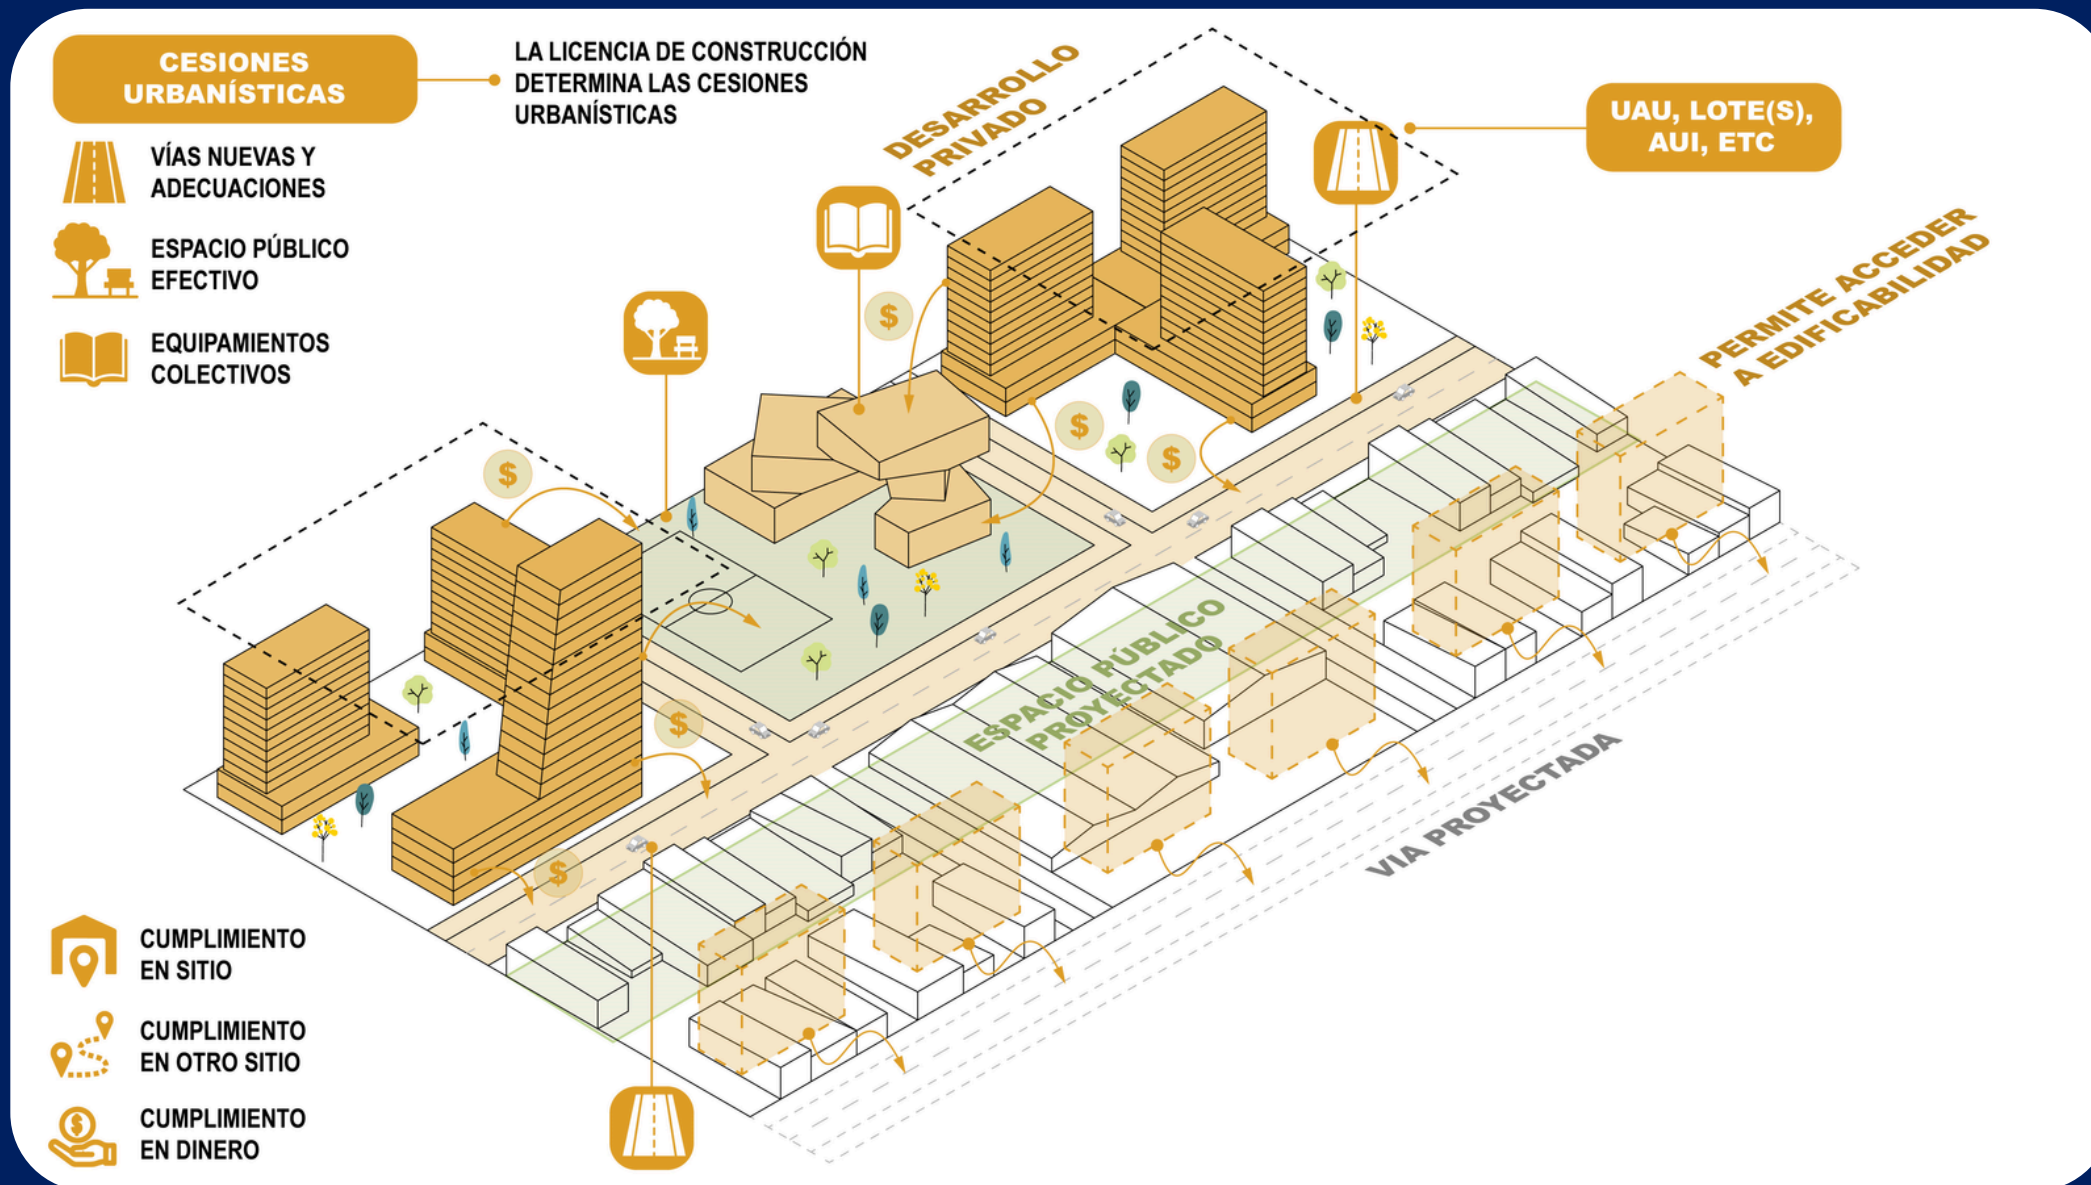 CESIONES
URBANÍSTICAS
LA LICENCIA DE CONSTRUCCIÓN
DETERMINA LAS CESIONES
URBANÍSTICAS
VÍAS NUEVAS Y
ADECUACIONES
ESPACIO PÚBLICO
EFECTIVO
EQUIPAMIENTOS
COLECTIVOS
DESARROLLO
PRIVADO
UAU, LOTE(S),
AUI, ETC
PERMITE ACCEDER
A EDIFICABILIDAD
$
$
$
$
$
$
ESPACIO PÚBLICO
PROYECTADO
VIA PROYECTADA
CUMPLIMIENTO
EN SITIO
CUMPLIMIENTO
EN OTRO SITIO
$
CUMPLIMIENTO
EN DINERO